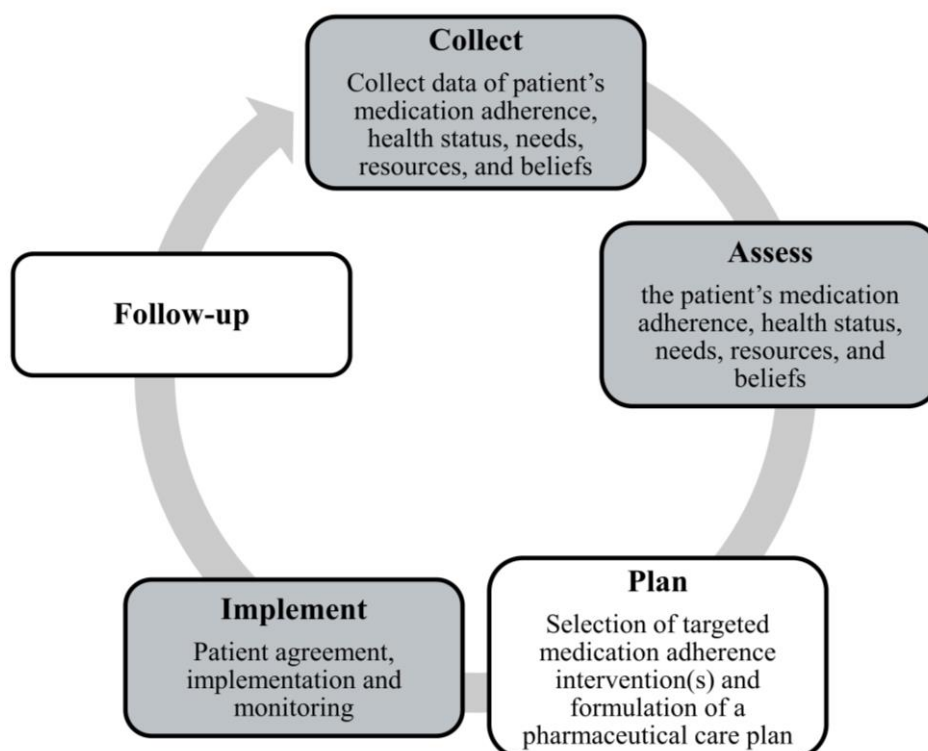 Collect
Collect data of patient's
medication adherence,
health status, needs,
resources, and beliefs
Assess
the patient's medication
adherence, health status,
needs, resources, and
beliefs
Plan
Selection of targeted
medication adherence
intervention(s) and
formulation of a
pharmaceutical care plan
Implement
Patient agreement,
implementation and
monitoring
Follow-up